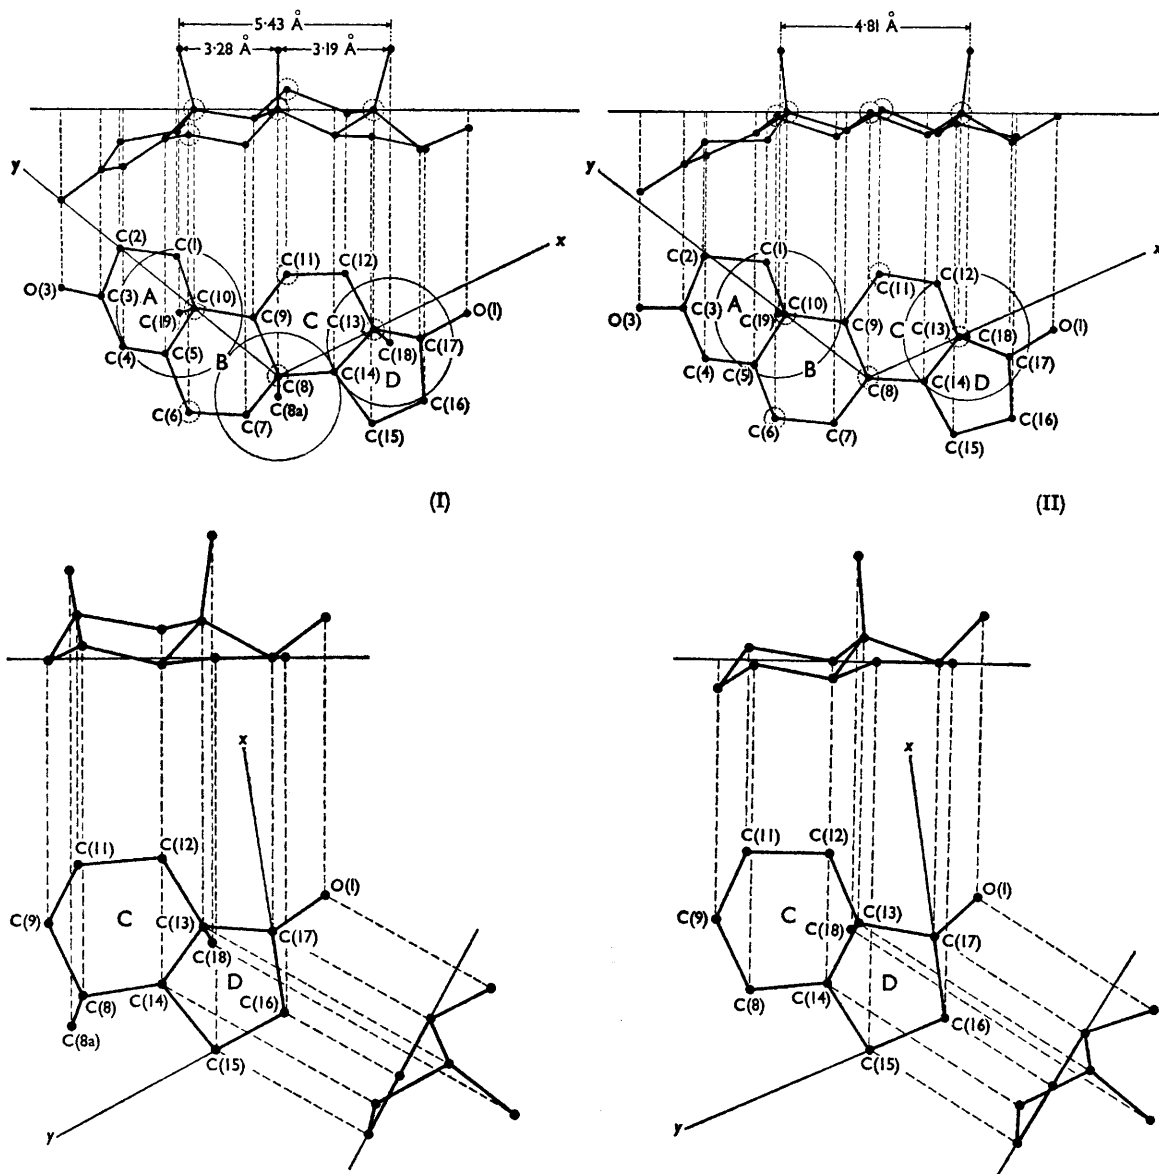 5·43 Å
3·28 Å 3·19 Å
4·81 Å
y
x
C(2) C(1) C(11) C(12)
O(3) C(3) A C(10) C(19) C(9) C C(13) C(18) C(17) O(1)
C(4) C(5) B C(8) C(14) D
C(6) C(7) C(8a) C(15) C(16)
y
x
C(2) C(1) C(11) C(12)
O(3) C(3) A C(10) C(19) C(9) C C(13) C(18) C(17) O(1)
C(4) C(5) B C(8) C(14) D
C(6) C(7) C(15) C(16)
(I)
(II)
x
C(11) C(12)
O(1)
C(9) C C(13) C(17)
C(18)
C(8) C(14) D C(16)
C(8a) C(15)
y
x
C(11) C(12)
O(1)
C(9) C C(13) C(17)
C(18)
C(8) C(14) D C(16)
C(15)
y